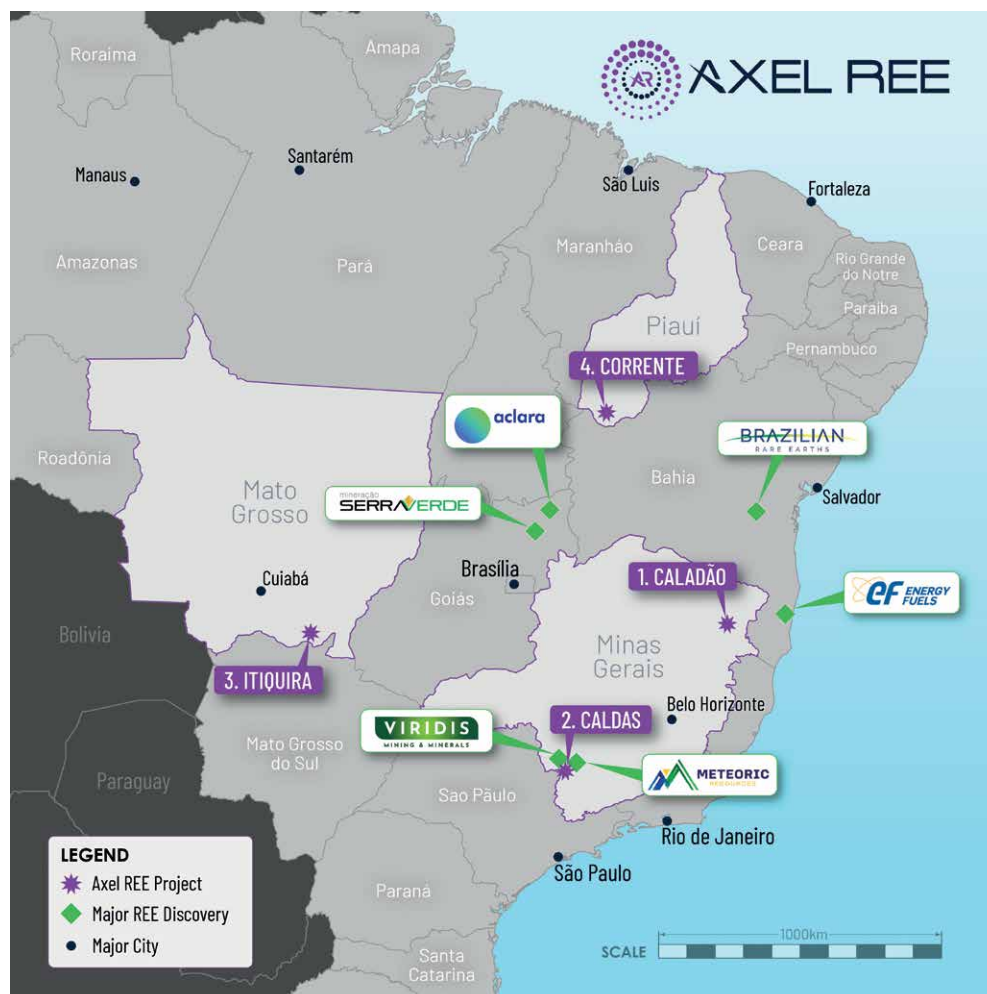 Roraima
Amapa
AR
AXEL REE
Manaus
Santarém
São Luis
Fortaleza
Amazonas
Pará
Maranháo
Ceara
Rio Grande
do Notre
Paraiba
Piauí
Pernambuco
4. CORRENTE
aclara
BRAZILIAN
RARE EARTHS
Roadônia
Mato
Grosso
mineração
SERRAVERDE
Bahia
Salvador
Brasília
1. CALADÃO
Cuiabá
Goiás
ef ENERGY
FUELS
Bolivia
Minas
Gerais
3. ITIQUIRA
2. CALDAS
Belo Horizonte
VIRIDIS
MINING & MINERALS
Mato Grosso
do Sul
METEORIC
RESOURCES
Paraguay
Sao Päulo
Rio de Janeiro
São Paulo
LEGEND
Axel REE Project
Major REE Discovery
Major City
Paraná
Santa
Catarina
1000km
SCALE